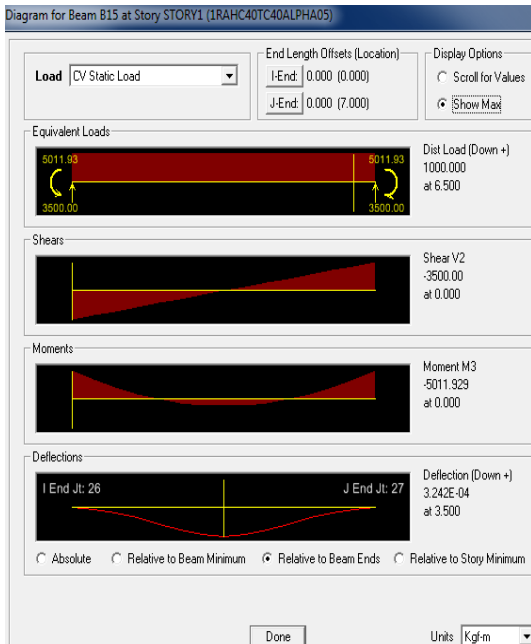 Diagram for Beam B15 at Story STORY1 (1RAHC40TC40ALPHA05)
Load CV Static Load
End Length Offsets (Location)
I-End: 0.000 (0.000)
J-End: 0.000 (7.000)
Display Options
Scroll for Values
Show Max
Equivalent Loads
5011.93 5011.93
3500.00 3500.00
Dist Load (Down +)
1000.000
at 6.500
Shears
Shear V2
-3500.00
at 0.000
Moments
Moment M3
-5011.929
at 0.000
Deflections
I End Jt: 26 J End Jt: 27
Deflection (Down +)
3.242E-04
at 3.500
Absolute Relative to Beam Minimum Relative to Beam Ends Relative to Story Minimum
Done Units Kgf-m